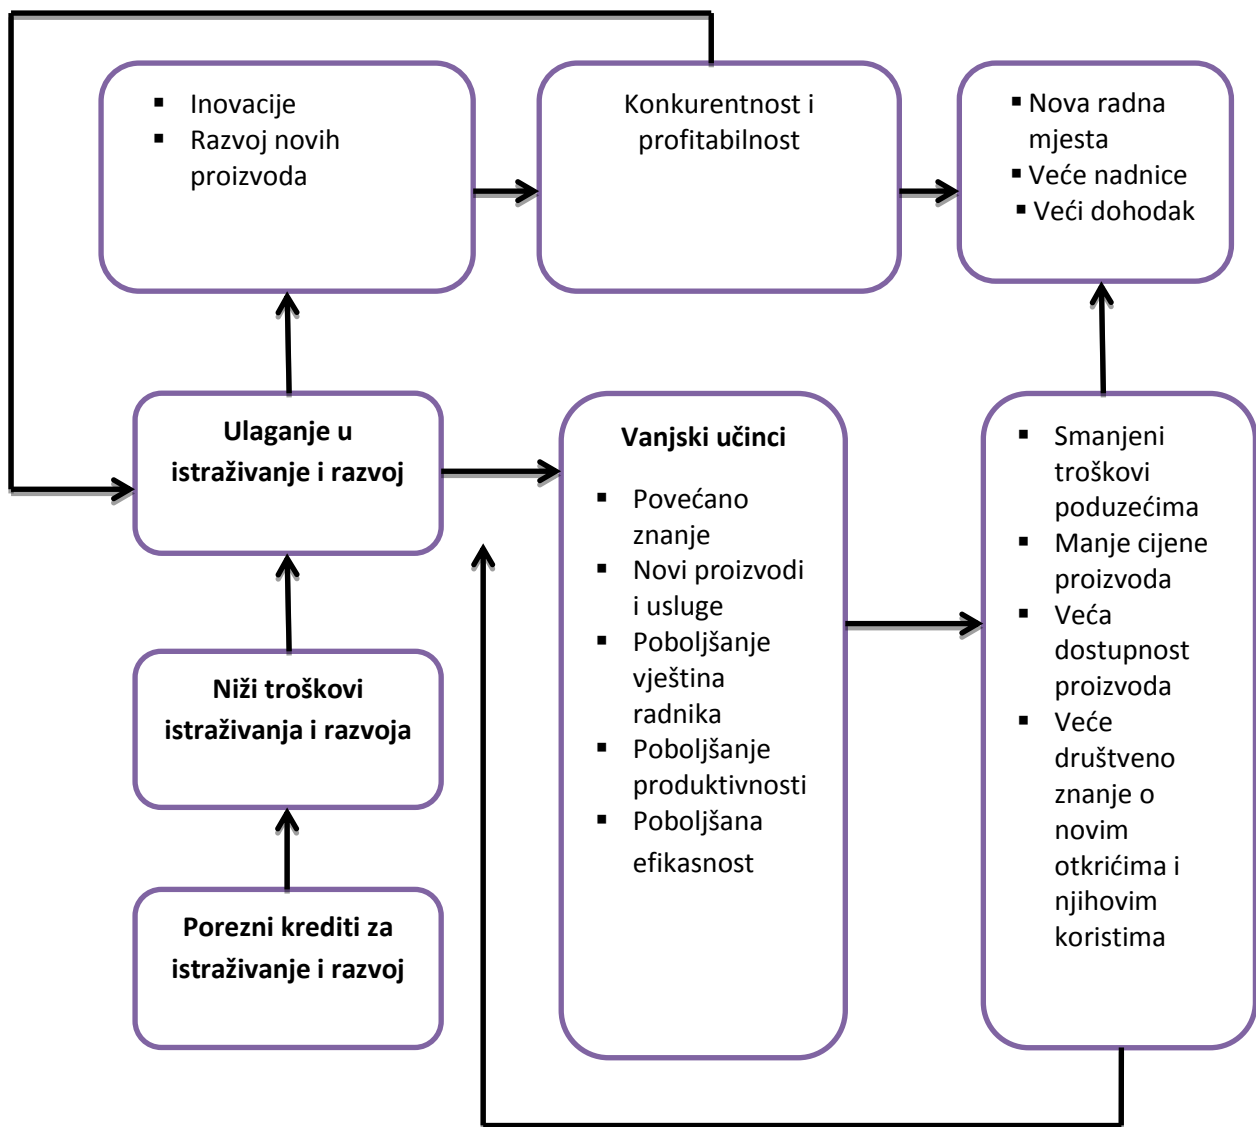 ▪ Inovacije
▪ Razvoj novih
proizvoda
Konkurentnost i
profitabilnost
▪ Nova radna
mjesta
▪ Veće nadnice
▪ Veći dohodak
Ulaganje u
istraživanje i razvoj
Vanjski učinci
▪ Povećano
znanje
▪ Novi proizvodi
i usluge
▪ Poboljšanje
vještina
radnika
▪ Poboljšanje
produktivnosti
▪ Poboljšana
efikasnost
▪ Smanjeni
troškovi
poduzećima
▪ Manje cijene
proizvoda
▪ Veća
dostupnost
proizvoda
▪ Veće
društveno
znanje o
novim
otkrićima i
njihovim
koristima
Niži troškovi
istraživanja i razvoja
Porezni krediti za
istraživanje i razvoj